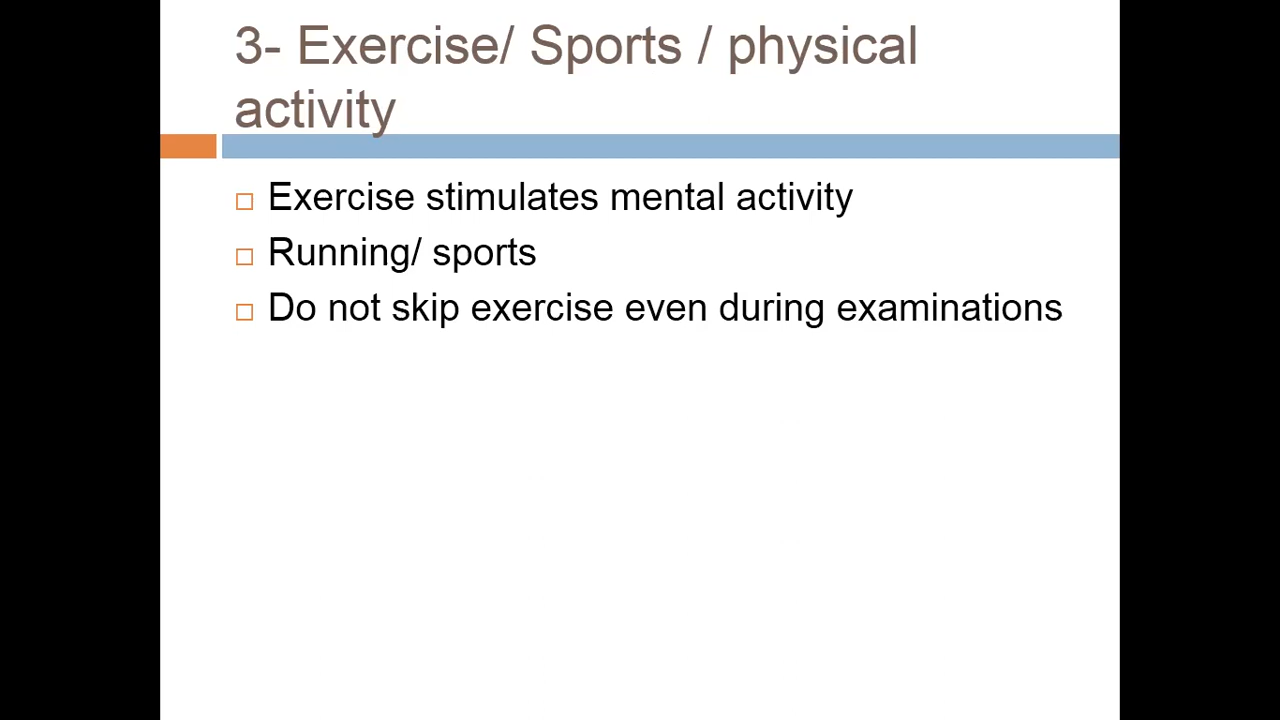 3- Exercise/ Sports / physical
activity
Exercise stimulates mental activity
Running/ sports
Do not skip exercise even during examinations